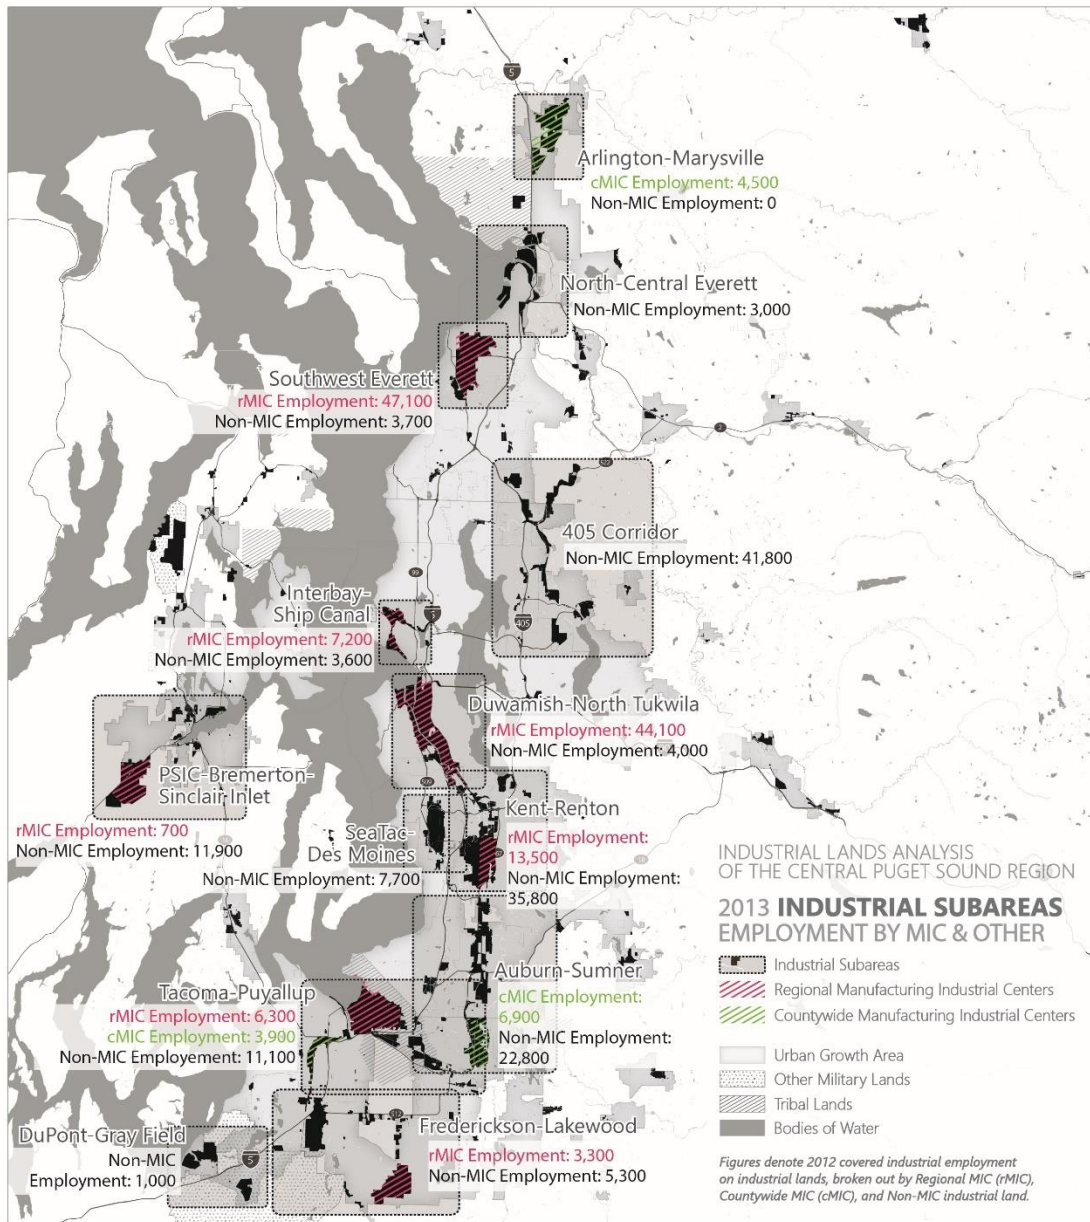 5
Arlington-Marysville
cMIC Employment: 4,500
Non-MIC Employment: 0
North-Central Everett
Non-MIC Employment: 3,000
Southwest Everett
rMIC Employment: 47,100
Non-MIC Employment: 3,700
2
522
405 Corridor
Non-MIC Employment: 41,800
99
Interbay-
Ship Canal
5
405
rMIC Employment: 7,200
Non-MIC Employment: 3,600
Duwamish-North Tukwila
rMIC Employment: 44,100
Non-MIC Employment: 4,000
PSIC-Bremerton-
Sinclair Inlet
rMIC Employment: 700
Non-MIC Employment: 11,900
509
Kent-Renton
rMIC Employment:
13,500
Non-MIC Employment:
35,800
SeaTac-
Des Moines
Non-MIC Employment: 7,700
18
Auburn-Sumner
cMIC Employment:
6,900
Non-MIC Employment:
22,800
Tacoma-Puyallup
rMIC Employment: 6,300
cMIC Employment: 3,900
Non-MIC Employement: 11,100
512
Frederickson-Lakewood
rMIC Employment: 3,300
Non-MIC Employment: 5,300
DuPont-Gray Field
Non-MIC
Employment: 1,000
5
INDUSTRIAL LANDS ANALYSIS
OF THE CENTRAL PUGET SOUND REGION
2013 INDUSTRIAL SUBAREAS
EMPLOYMENT BY MIC & OTHER
Industrial Subareas
Regional Manufacturing Industrial Centers
Countywide Manufacturing Industrial Centers
Urban Growth Area
Other Military Lands
Tribal Lands
Bodies of Water
Figures denote 2012 covered industrial employment
on industrial lands, broken out by Regional MIC (rMIC),
Countywide MIC (cMIC), and Non-MIC industrial land.